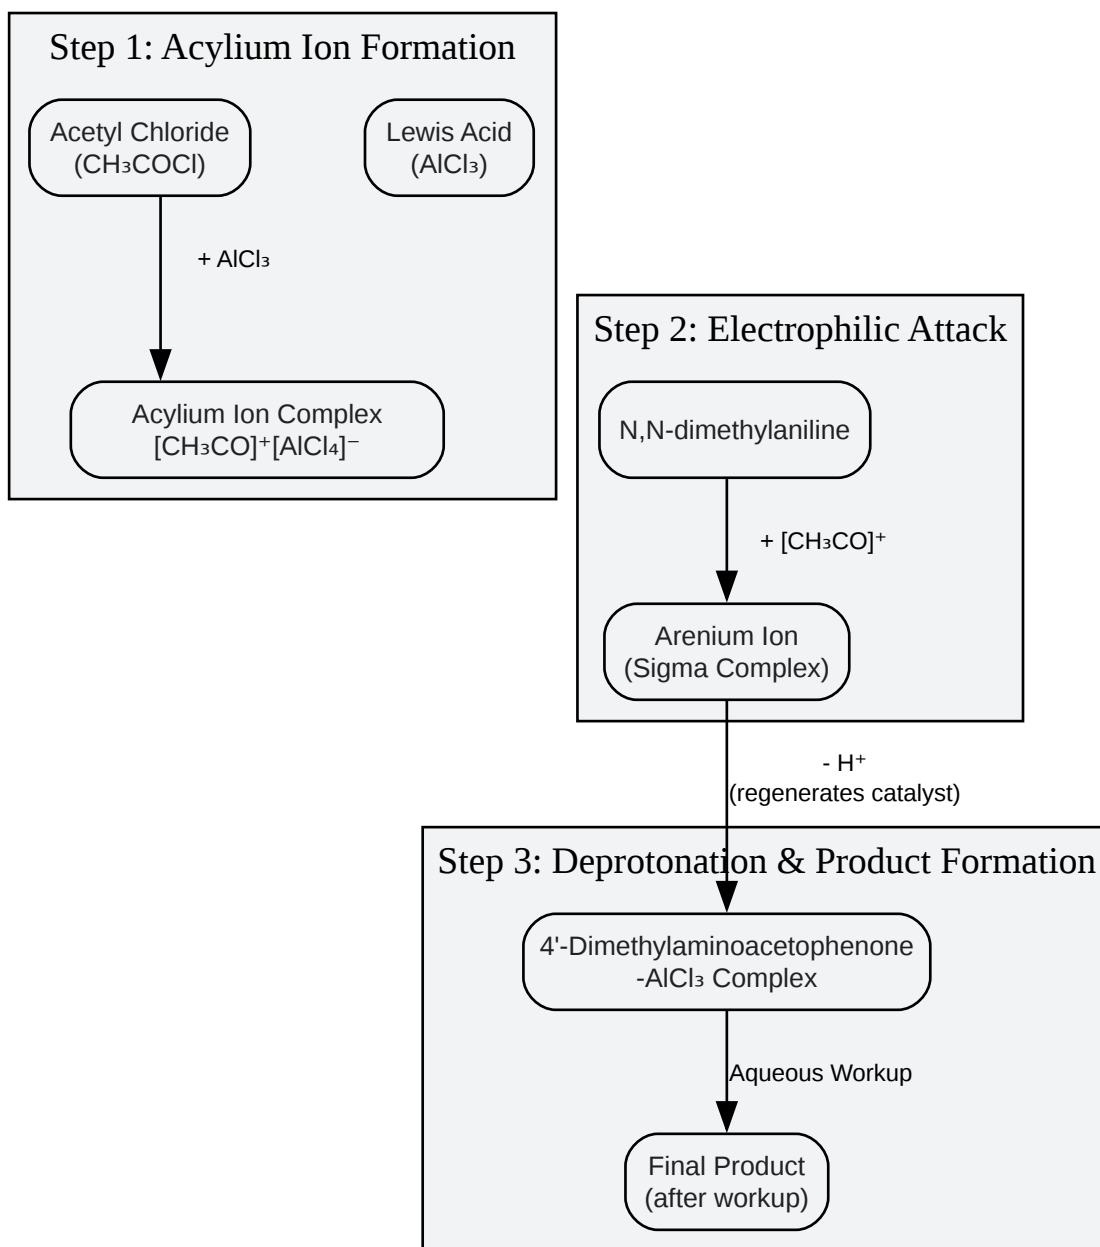 Step 1: Acylium Ion Formation
Acetyl Chloride
(CH₃COCl)
Lewis Acid
(AlCl₃)
+ AlCl₃
Acylium Ion Complex
[CH₃CO]⁺[AlCl₄]⁻
Step 2: Electrophilic Attack
N,N-dimethylaniline
+ [CH₃CO]⁺
Arenium Ion
(Sigma Complex)
- H⁺
(regenerates catalyst)
Step 3: Deprotonation & Product Formation
4'-Dimethylaminoacetophenone
-AlCl₃ Complex
Aqueous Workup
Final Product
(after workup)